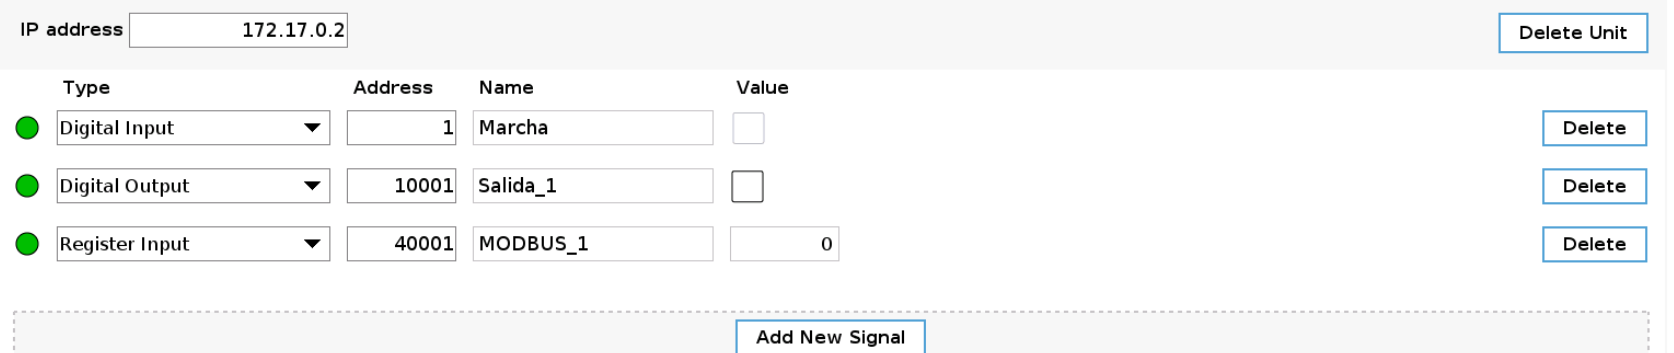 IP address 172.17.0.2 Delete Unit
Type Address Name Value
Digital Input 1 Marcha Delete
Digital Output 10001 Salida_1 Delete
Register Input 40001 MODBUS_1 0 Delete
Add New Signal